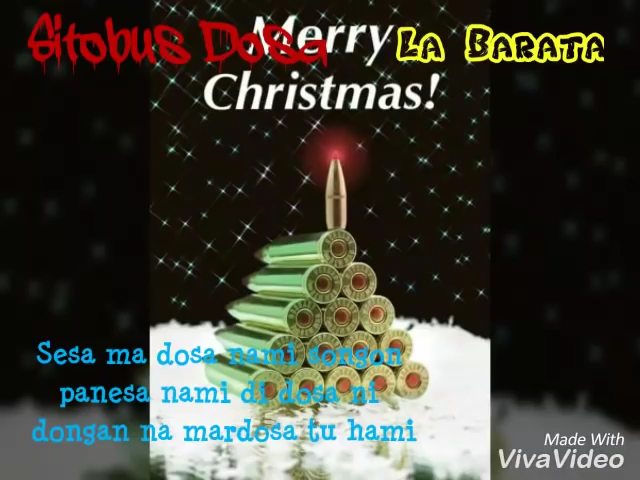 Sitobus Dosa
La Barata
Merry
Christmas!
Sesa ma dosa nami songon
panesa nami di dosa ni
dongan na mardosa tu hami
Made With
VivaVideo